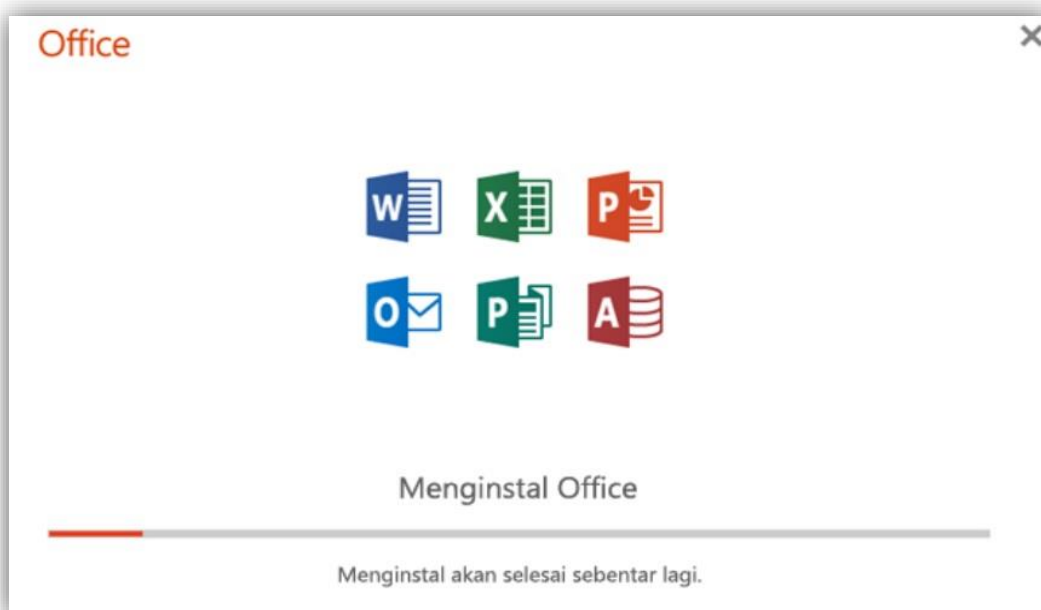 Office
W X P
O P A
Menginstal Office
Menginstal akan selesai sebentar lagi.